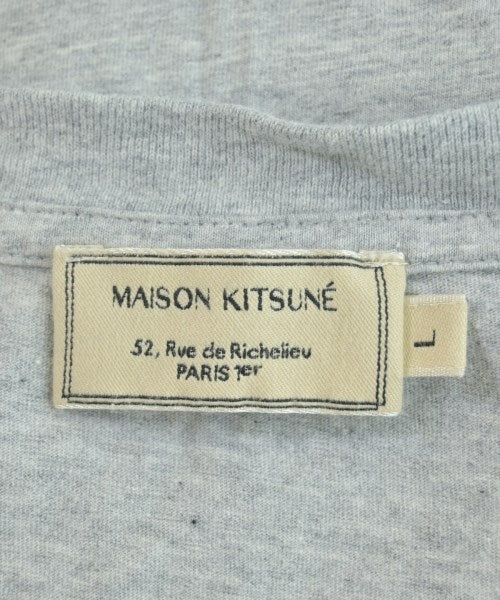 MAISON KITSUNÉ
52, Rue de Richelieu
PARIS 1er
L